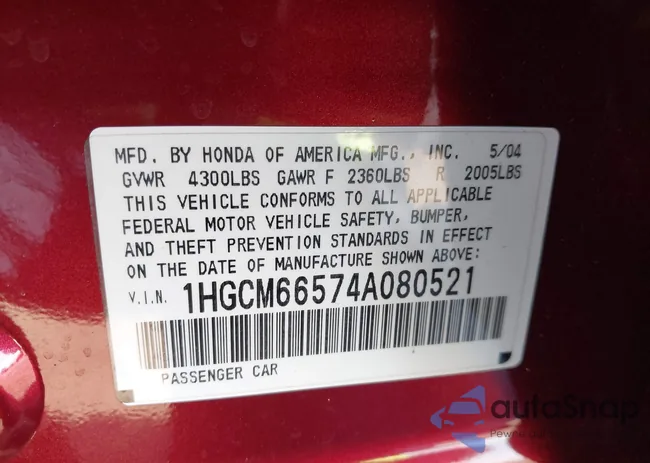 MFD. BY HONDA OF AMERICA MFG., INC. 5/04
GVWR 4300LBS GAWR F 2360LBS R 2005LBS
THIS VEHICLE CONFORMS TO ALL APPLICABLE
FEDERAL MOTOR VEHICLE SAFETY, BUMPER,
AND THEFT PREVENTION STANDARDS IN EFFECT
ON THE DATE OF MANUFACTURE SHOWN ABOVE:
V.I.N. 1HGCM66574A080521
PASSENGER CAR
autoSnap